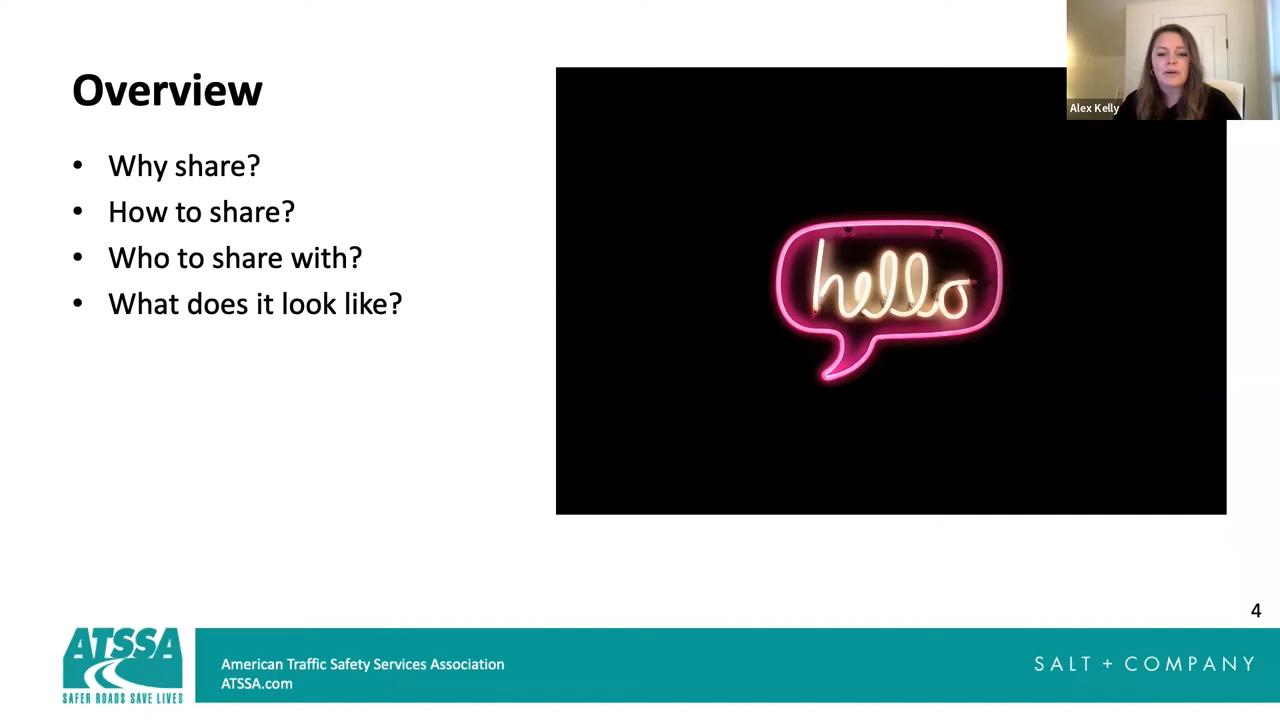 Overview
• Why share?
• How to share?
• Who to share with?
• What does it look like?
hello
Alex Kelly
4
ATSSA
SAFER ROADS SAVE LIVES
American Traffic Safety Services Association
ATSSA.com
SALT + COMPANY